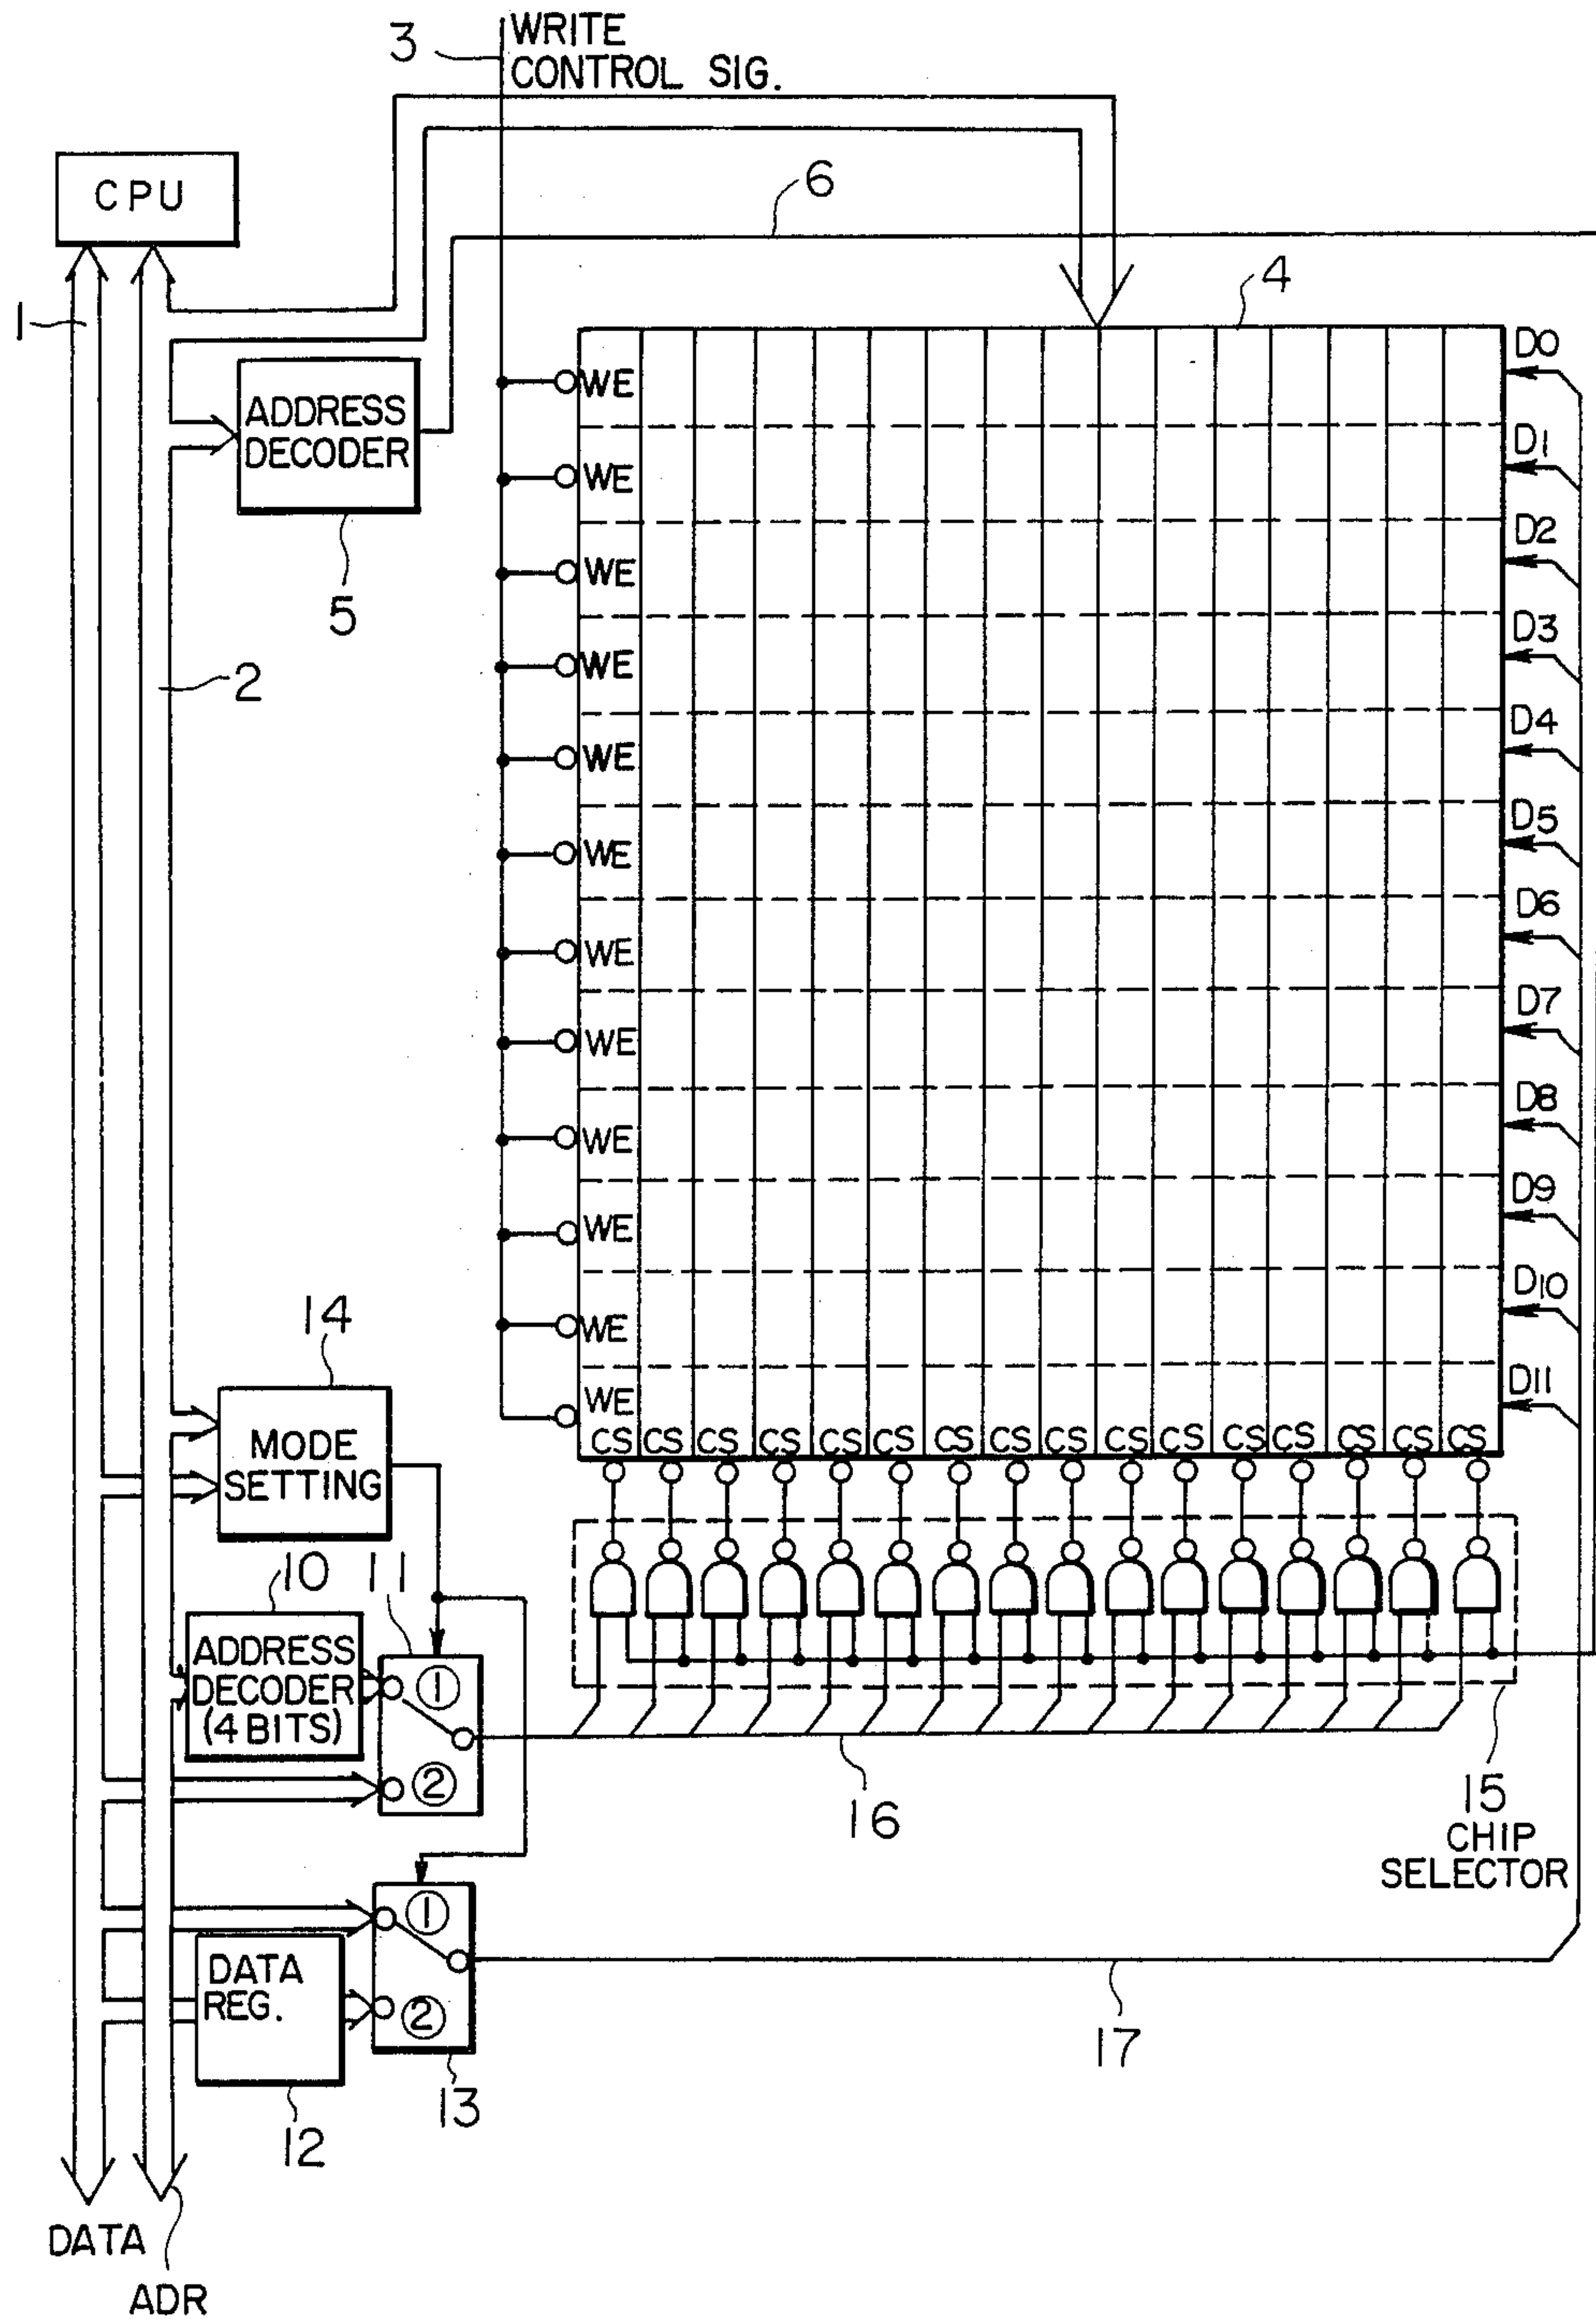 3
WRITE
CONTROL SIG.
CPU
6
1
4
ADDRESS
DECODER
5
2
WE
WE
WE
WE
WE
WE
WE
WE
WE
WE
WE
WE
D0
D1
D2
D3
D4
D5
D6
D7
D8
D9
D10
D11
CS CS CS CS CS CS CS CS CS CS CS CS CS CS CS CS
14
MODE
SETTING
10
11
ADDRESS
DECODER
(4 BITS)
①
②
16
15
CHIP
SELECTOR
①
②
DATA
REG.
12
13
17
DATA
ADR